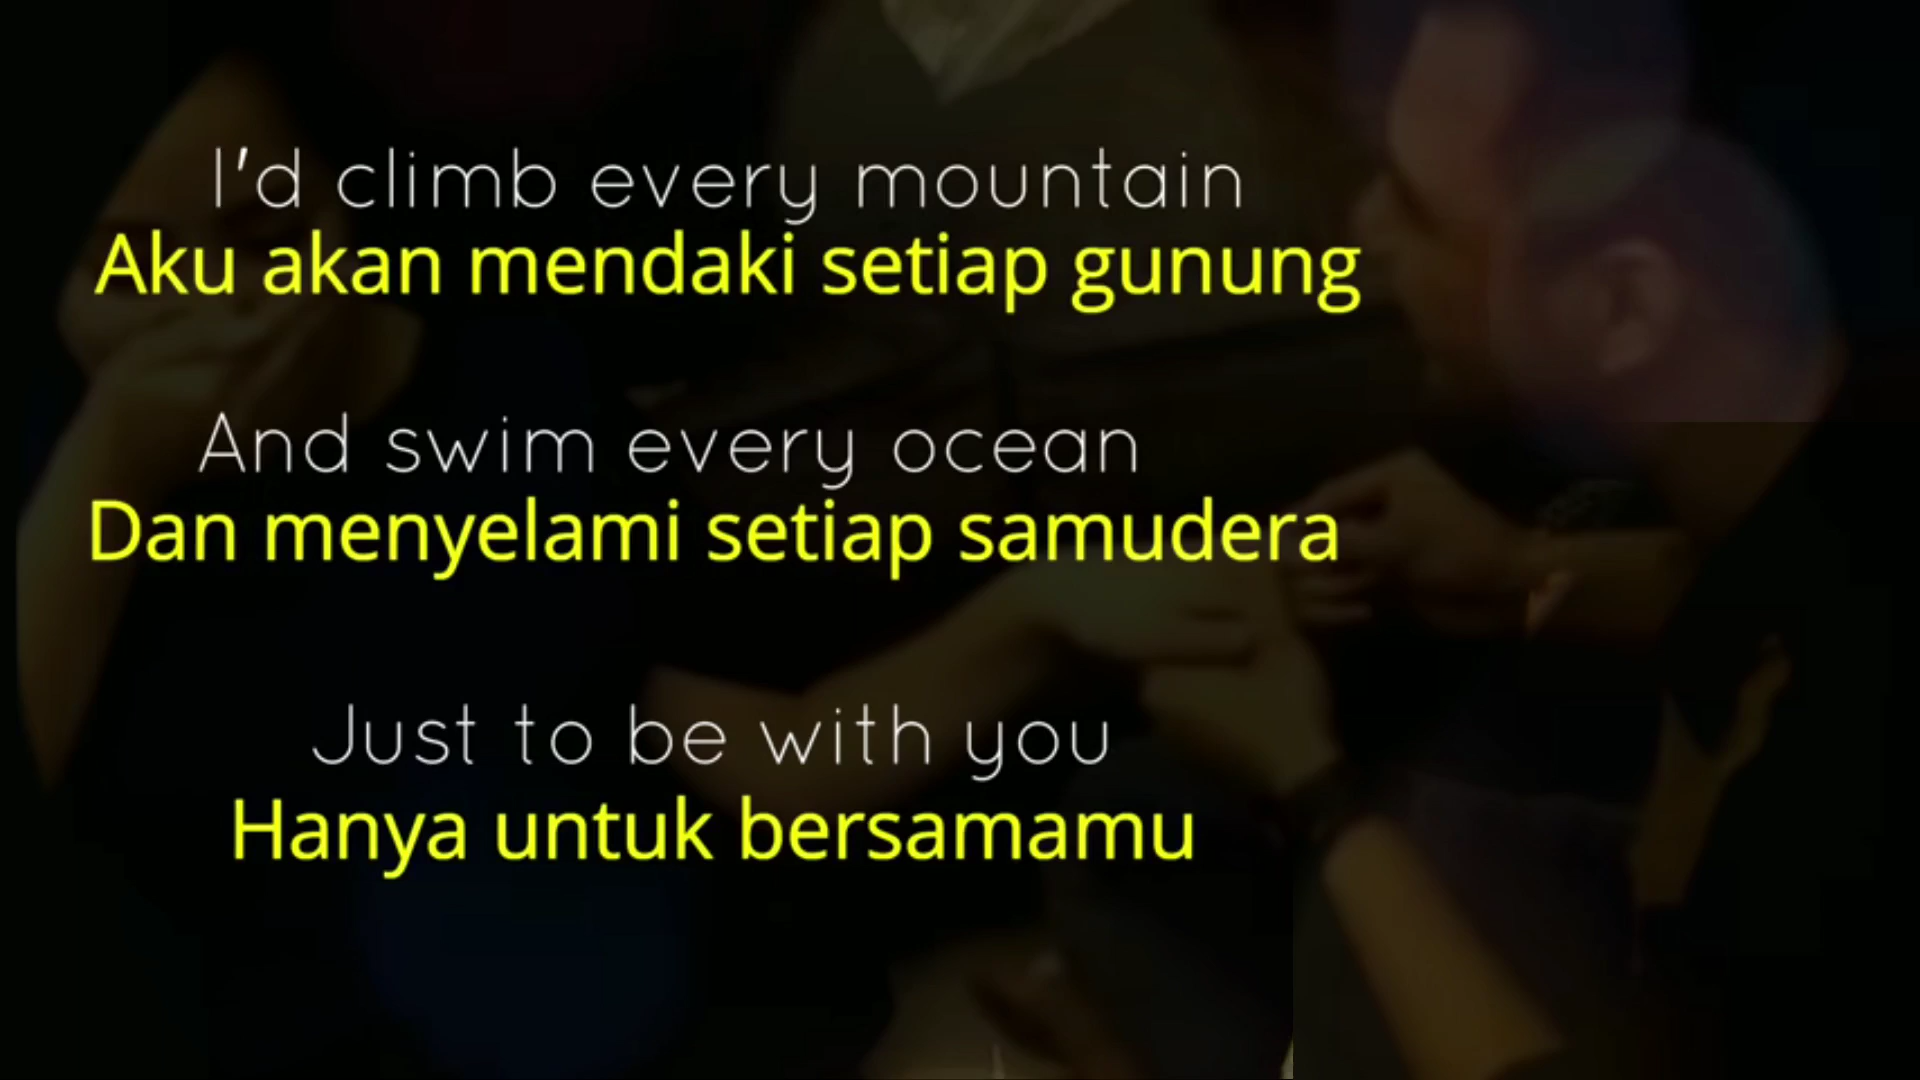 I'd climb every mountain
Aku akan mendaki setiap gunung
And swim every ocean
Dan menyelami setiap samudera
Just to be with you
Hanya untuk bersamamu